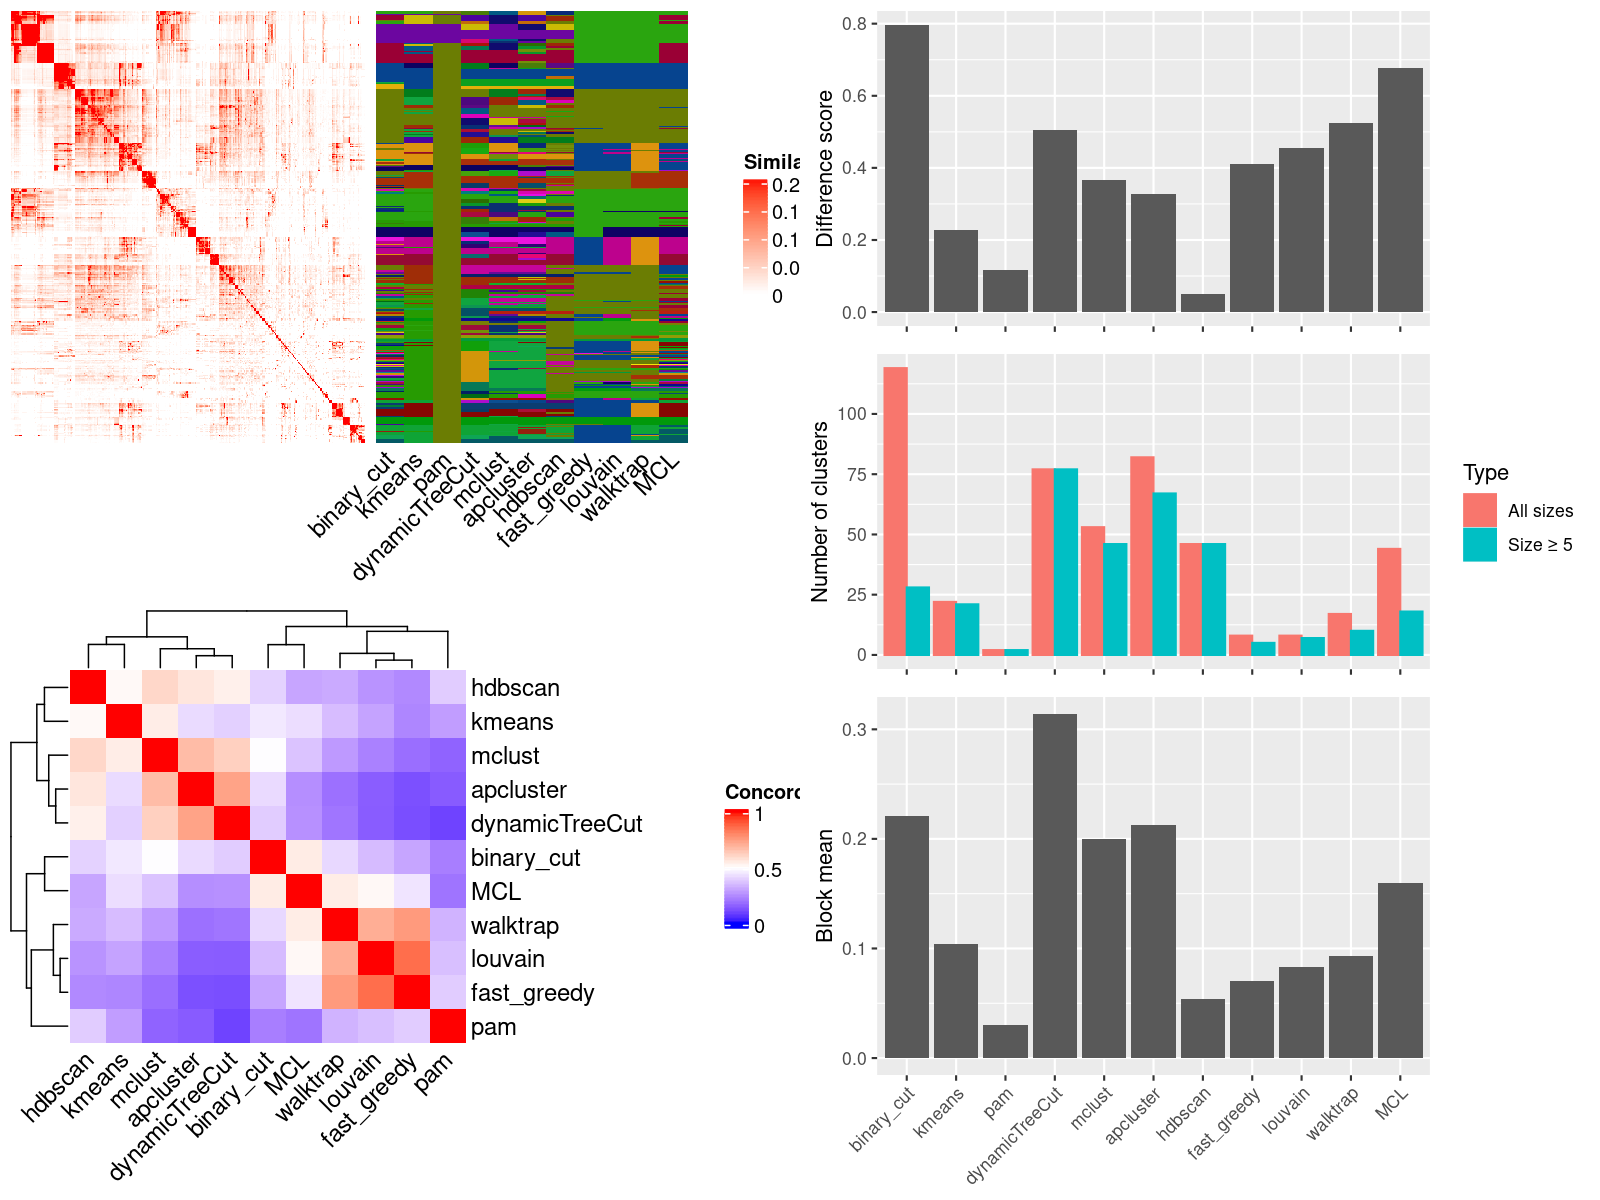 Simila
0.2
0.1
0.1
0.0
0
binary_cut
kmeans
pam
dynamicTreeCut
mclust
apcluster
hdbscan
fast_greedy
louvain
walktrap
MCL
hdbscan
kmeans
mclust
apcluster
dynamicTreeCut
binary_cut
MCL
walktrap
louvain
fast_greedy
pam
hdbscan
kmeans
mclust
apcluster
dynamicTreeCut
binary_cut
MCL
walktrap
louvain
fast_greedy
pam
Concord
1
0.5
0
Difference score
0.8
0.6
0.4
0.2
0.0
Number of clusters
100
75
50
25
0
Type
All sizes
Size ≥ 5
Block mean
0.3
0.2
0.1
0.0
binary_cut
kmeans
pam
dynamicTreeCut
mclust
apcluster
hdbscan
fast_greedy
louvain
walktrap
MCL